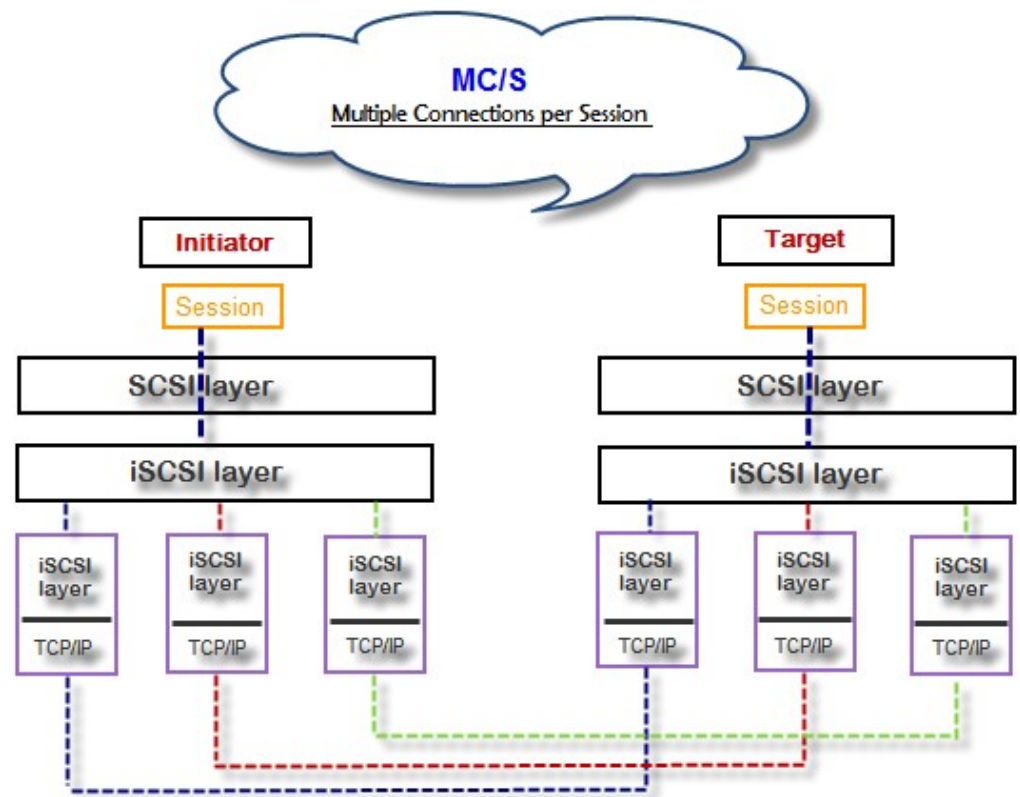 MC/S
Multiple Connections per Session
Initiator
Target
Session
Session
SCSI layer
SCSI layer
iSCSI layer
iSCSI layer
iSCSI
layer
TCP/IP
iSCSI
layer
TCP/IP
iSCSI
layer
TCP/IP
iSCSI
layer
TCP/IP
iSCSI
layer
TCP/IP
iSCSI
layer
TCP/IP